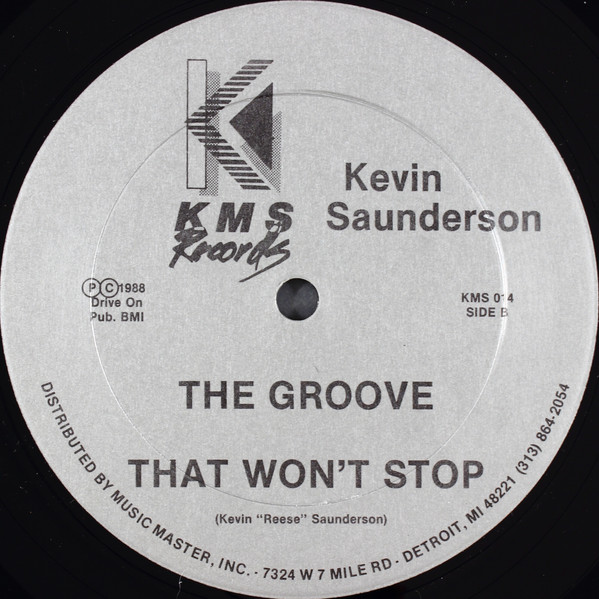 K
KMS
Records
Kevin
Saunderson
Ⓟ Ⓒ 1988
Drive On
Pub. BMI
KMS 014
SIDE B
THE GROOVE
THAT WON'T STOP
(Kevin "Reese" Saunderson)
DISTRIBUTED BY MUSIC MASTER, INC. - 7324 W 7 MILE RD - DETROIT, MI 48221 (313) 864-2054